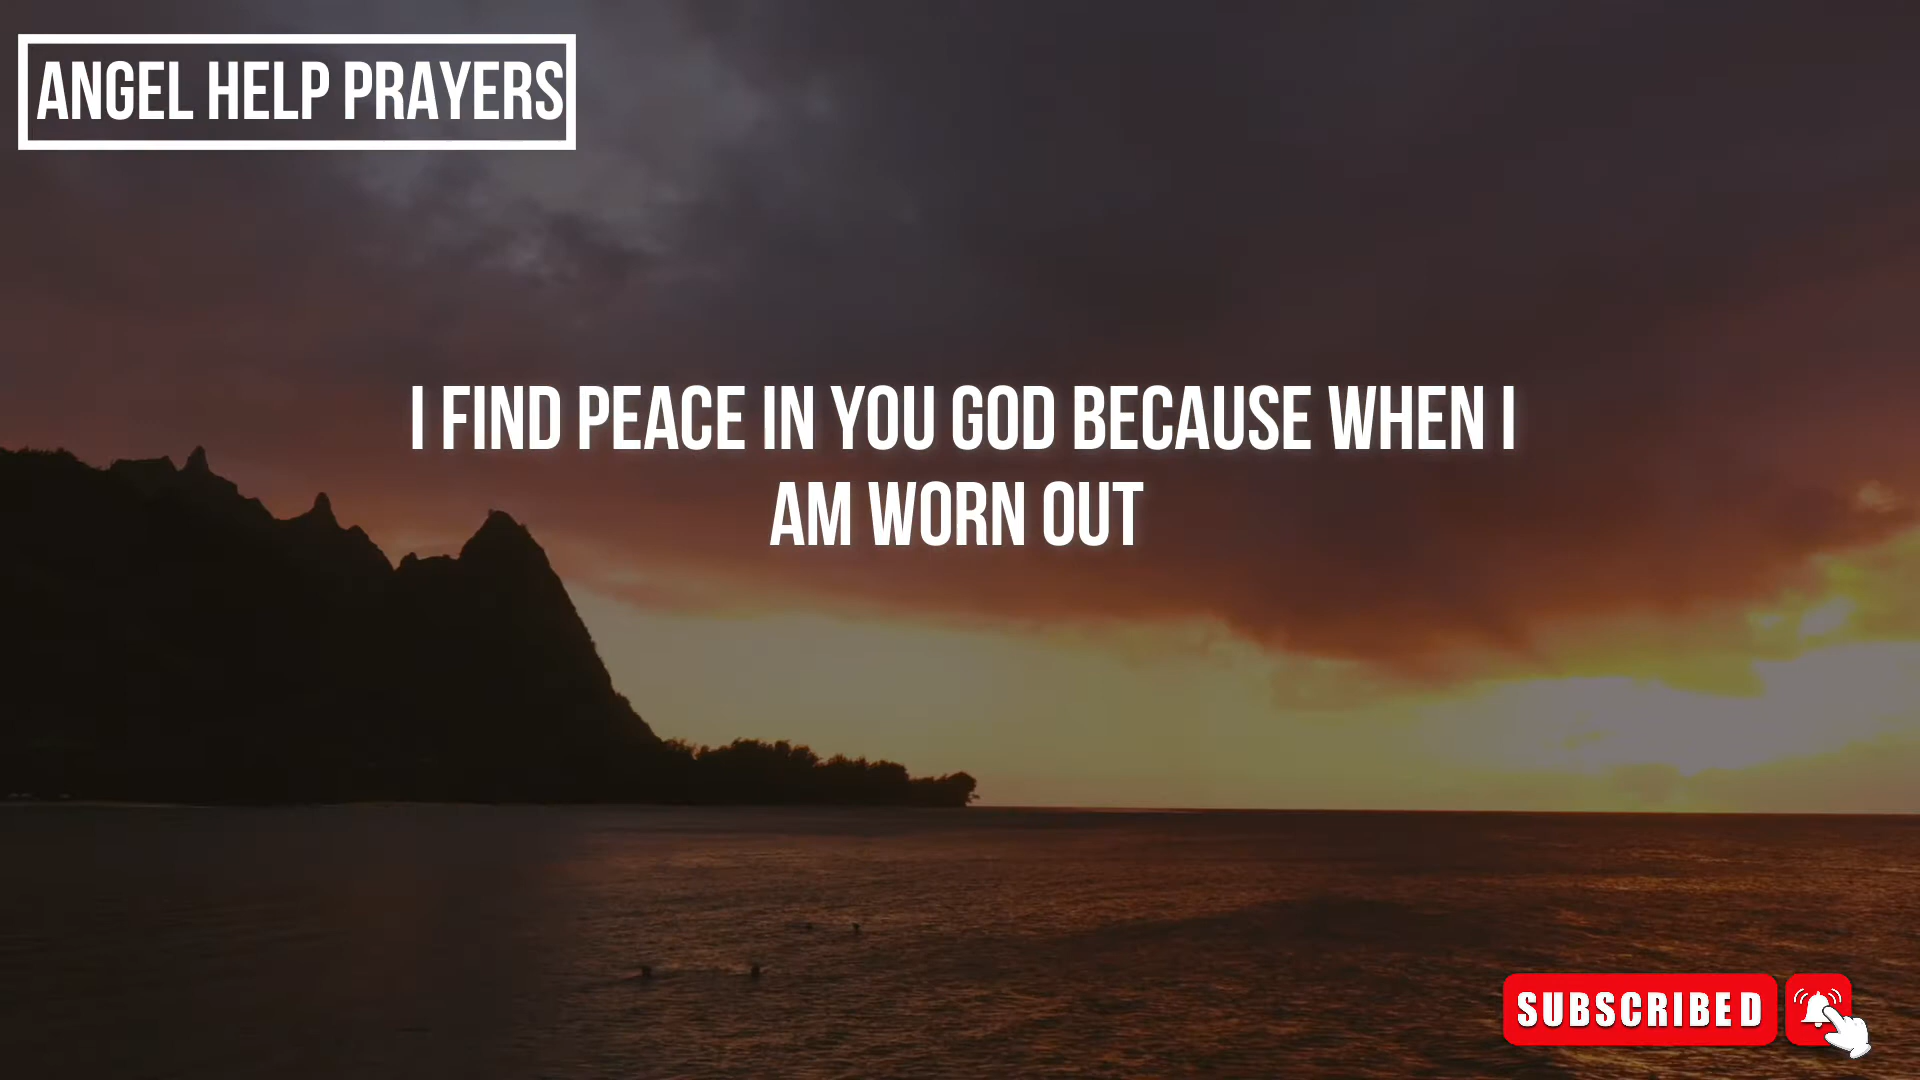 ANGEL HELP PRAYERS
I FIND PEACE IN YOU GOD BECAUSE WHEN I
AM WORN OUT
SUBSCRIBED